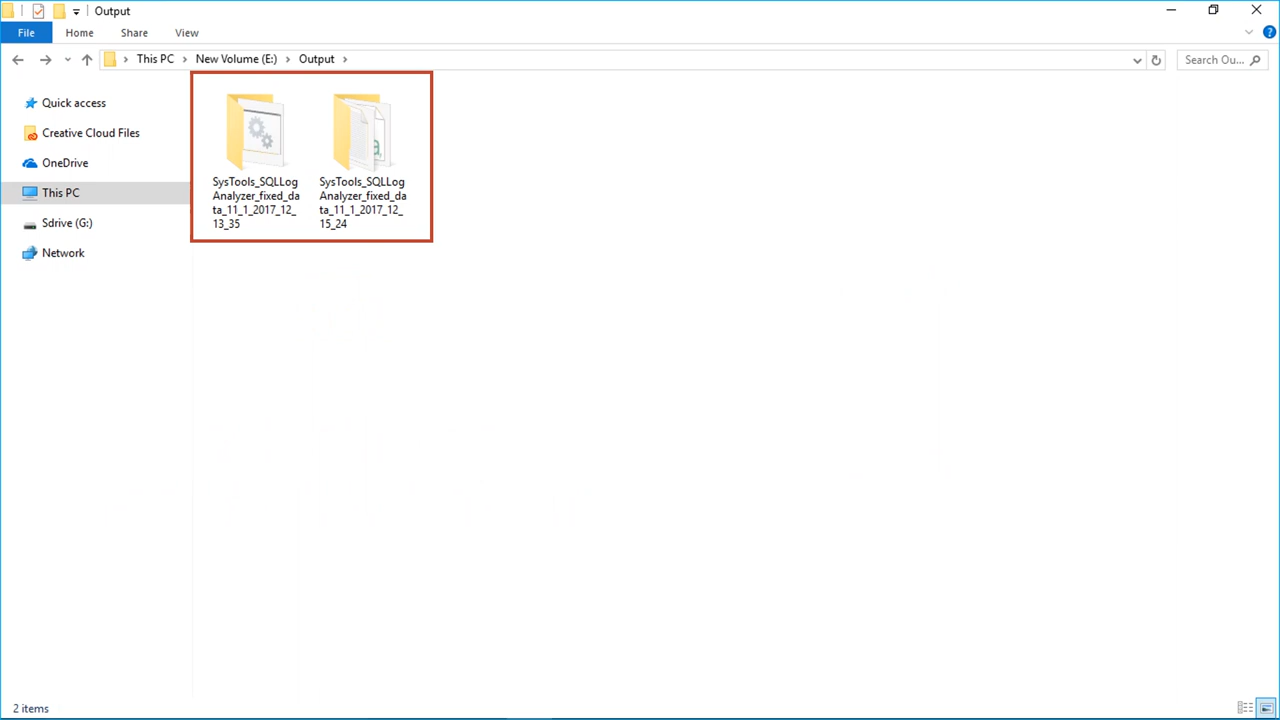 Output
File
Home
Share
View
This PC
New Volume (E:)
Output
Search Ou...
Quick access
Creative Cloud Files
OneDrive
This PC
Sdrive (G:)
Network
SysTools_SQLLog
Analyzer_fixed_da
ta_11_1_2017_12_
13_35
SysTools_SQLLog
Analyzer_fixed_da
ta_11_1_2017_12_
15_24
2 items